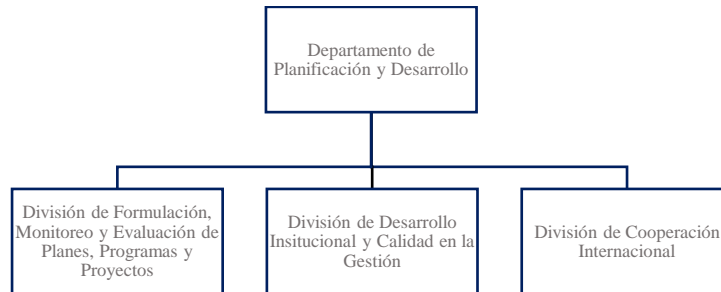 Departamento de
Planificación y Desarrollo
División de Formulación,
Monitoreo y Evaluación de
Planes, Programas y
Proyectos
División de Desarrollo
Insitucional y Calidad en la
Gestión
División de Cooperación
Internacional